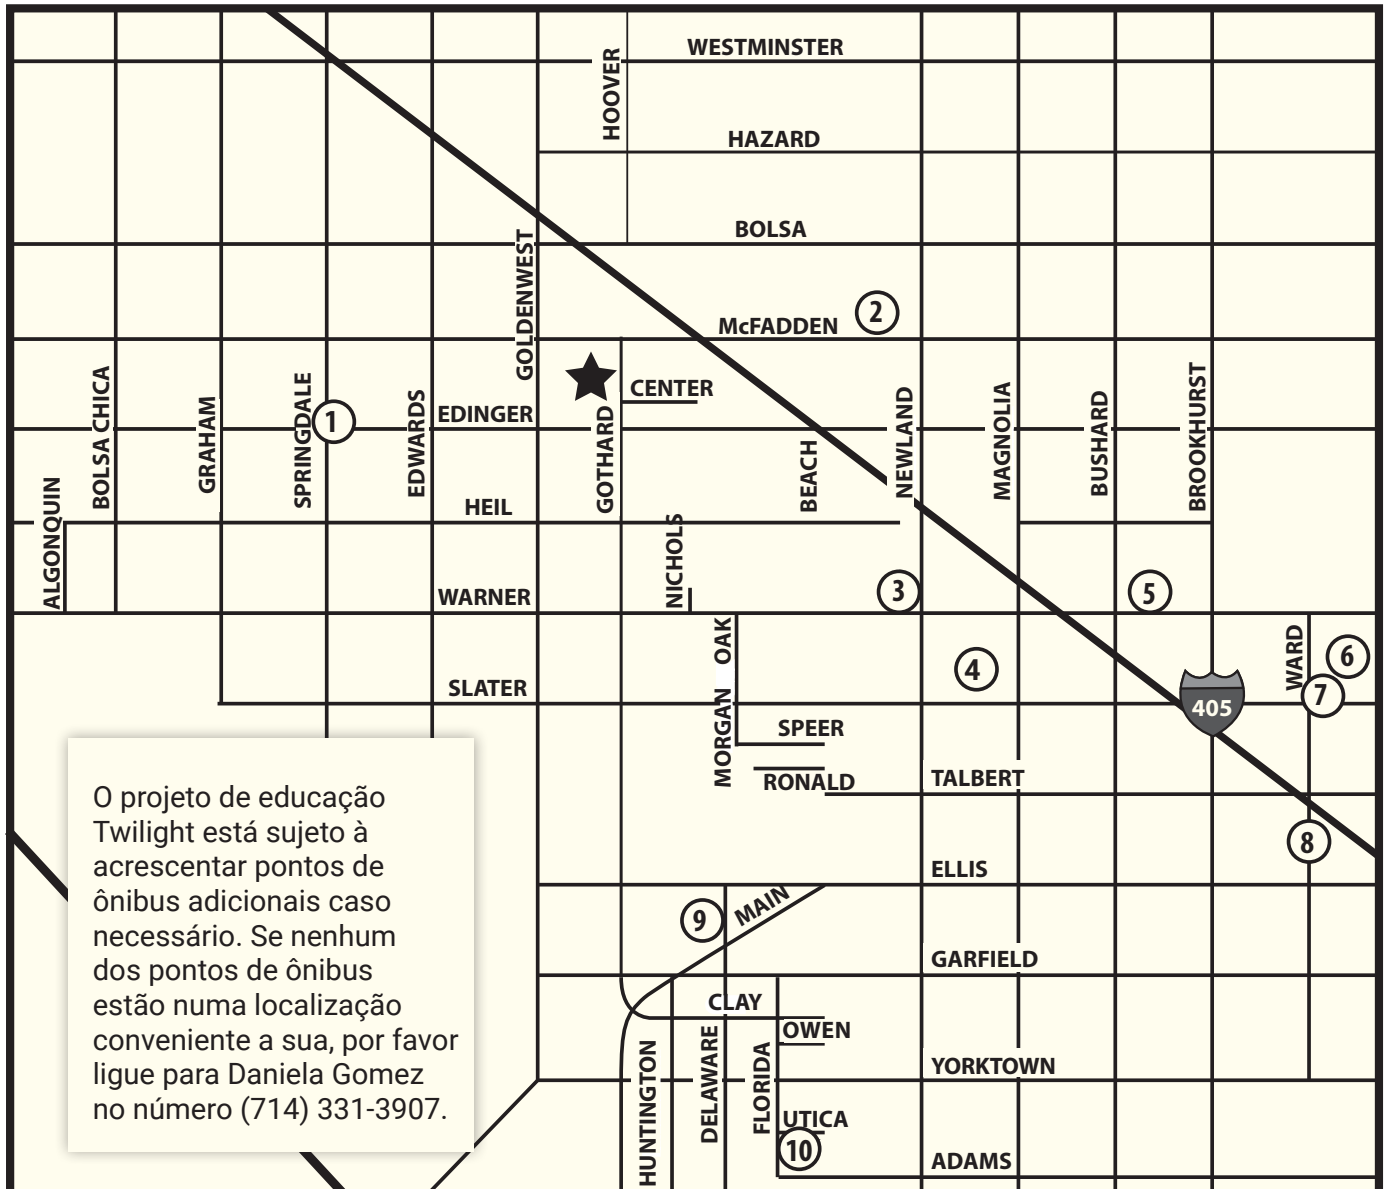 WESTMINSTER
HOOVER
HAZARD
BOLSA
GOLDENWEST
McFADDEN
2
CENTER
EDINGER
1
BOLSA CHICA
GRAHAM
SPRINGDALE
EDWARDS
GOTHARD
BEACH
NEWLAND
MAGNOLIA
BUSHARD
BROOKHURST
HEIL
ALGONQUIN
NICHOLS
WARNER
3
5
OAK
WARD
6
4
SLATER
7
405
MORGAN
SPEER
RONALD
TALBERT
8
ELLIS
9
MAIN
GARFIELD
CLAY
OWEN
HUNTINGTON
DELAWARE
FLORIDA
YORKTOWN
UTICA
10
ADAMS
O projeto de educação
Twilight está sujeito à
acrescentar pontos de
ônibus adicionais caso
necessário. Se nenhum
dos pontos de ônibus
estão numa localização
conveniente a sua, por favor
ligue para Daniela Gomez
no número (714) 331-3907.